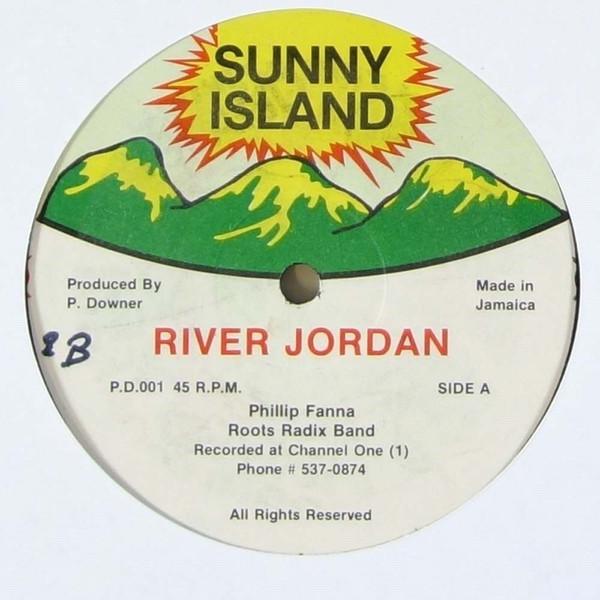 SUNNY
ISLAND
Produced By
P. Downer
Made in
Jamaica
RIVER JORDAN
B
P.D.001 45 R.P.M.
SIDE A
Phillip Fanna
Roots Radix Band
Recorded at Channel One (1)
Phone # 537-0874
All Rights Reserved